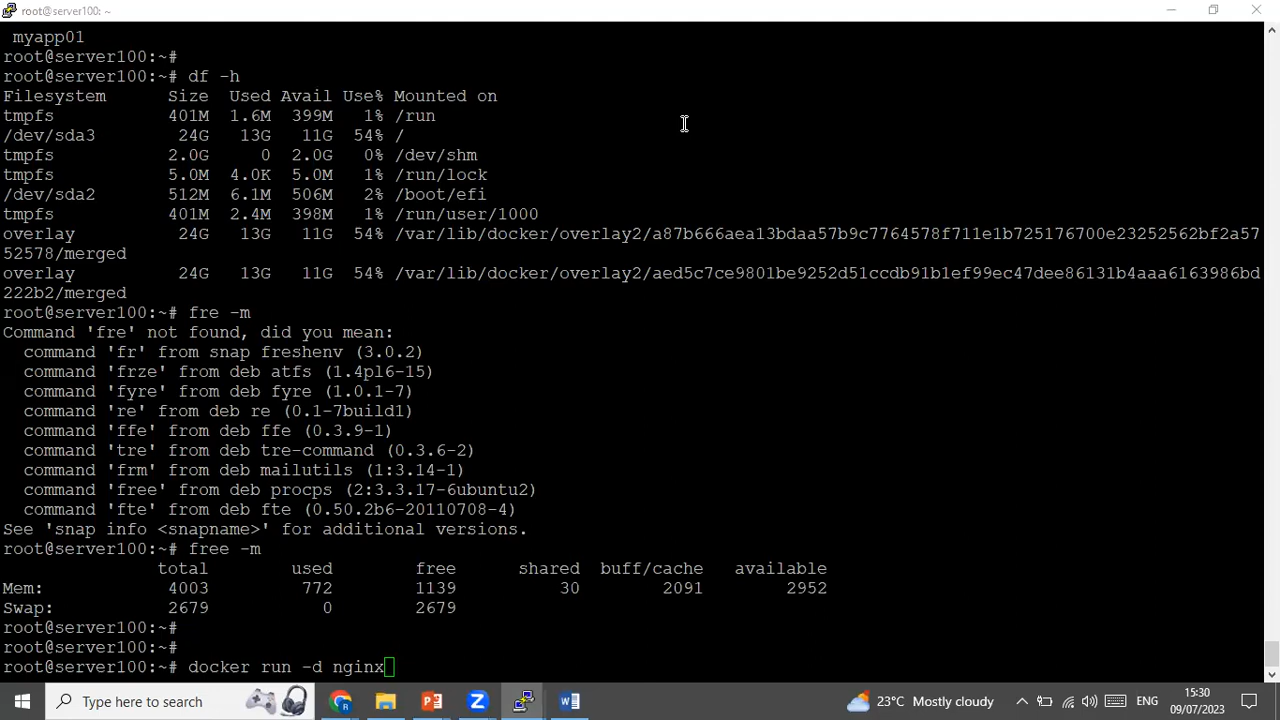 root@server100: ~
myapp01
root@server100:~#
root@server100:~# df -h
Filesystem Size Used Avail Use% Mounted on
tmpfs 401M 1.6M 399M 1% /run
/dev/sda3 24G 13G 11G 54% /
tmpfs 2.0G 0 2.0G 0% /dev/shm
tmpfs 5.0M 4.0K 5.0M 1% /run/lock
/dev/sda2 512M 6.1M 506M 2% /boot/efi
tmpfs 401M 2.4M 398M 1% /run/user/1000
overlay 24G 13G 11G 54% /var/lib/docker/overlay2/a87b666aea13bdaa57b9c7764578f711e1b725176700e23252562bf2a57
52578/merged
overlay 24G 13G 11G 54% /var/lib/docker/overlay2/aed5c7ce9801be9252d51ccdb91b1ef99ec47dee86131b4aaa6163986bd
222b2/merged
root@server100:~# fre -m
Command 'fre' not found, did you mean:
command 'fr' from snap freshenv (3.0.2)
command 'frze' from deb atfs (1.4pl6-15)
command 'fyre' from deb fyre (1.0.1-7)
command 're' from deb re (0.1-7build1)
command 'ffe' from deb ffe (0.3.9-1)
command 'tre' from deb tre-command (0.3.6-2)
command 'frm' from deb mailutils (1:3.14-1)
command 'free' from deb procps (2:3.3.17-6ubuntu2)
command 'fte' from deb fte (0.50.2b6-20110708-4)
See 'snap info <snapname>' for additional versions.
root@server100:~# free -m
total used free shared buff/cache available
Mem: 4003 772 1139 30 2091 2952
Swap: 2679 0 2679
root@server100:~#
root@server100:~#
root@server100:~# docker run -d nginx
Type here to search
23°C Mostly cloudy
ENG
15:30
09/07/2023